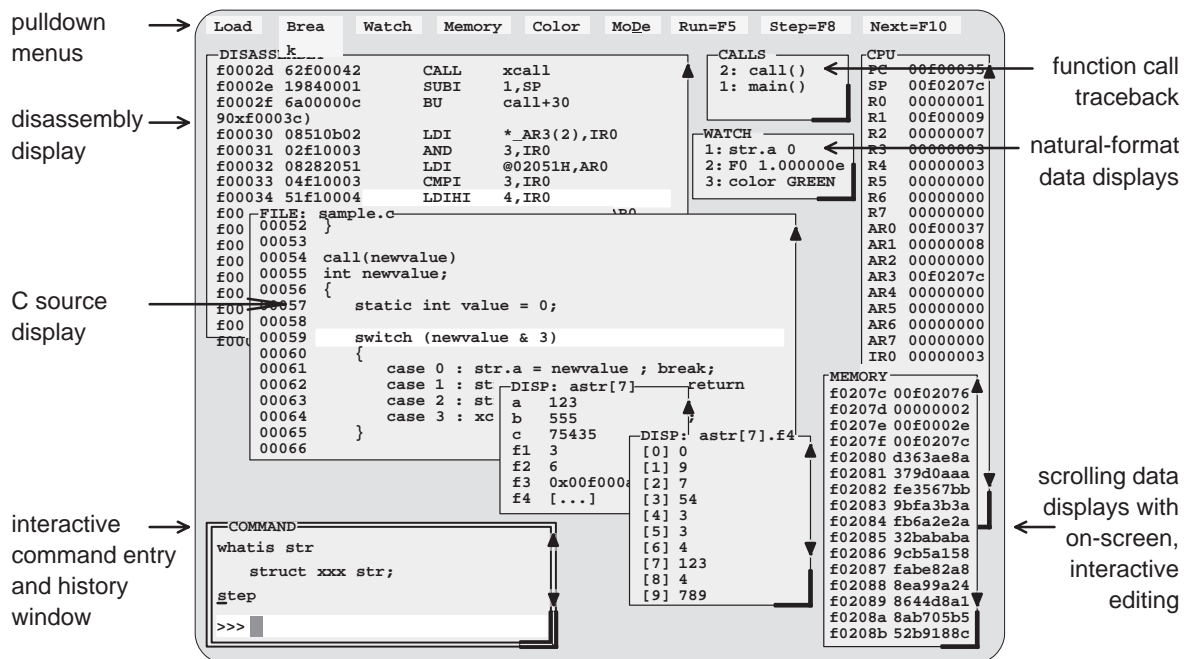 pulldown
menus
disassembly
display
C source
display
interactive
command entry
and history
window
Load Brea Watch Memory Color MoDe Run=F5 Step=F8 Next=F10
k
DISASS
f0002d 62f00042 CALL xcall
f0002e 19840001 SUBI 1,SP
f0002f 6a00000c BU call+30
90xf0003c)
f00030 08510b02 LDI *_AR3(2),IR0
f00031 02f10003 AND 3,IR0
f00032 08282051 LDI @02051H,AR0
f00033 04f10003 CMPI 3,IR0
f00034 51f10004 LDIHI 4,IR0
f00
f00
f00
f00
f00
f00
f00
f00
FILE: sample.c
00052 }
00053
00054 call(newvalue)
00055 int newvalue;
00056 {
00057 static int value = 0;
00058
00059 switch (newvalue & 3)
00060 {
00061 case 0 : str.a = newvalue ; break;
00062 case 1 : st return
00063 case 2 : st
00064 case 3 : xc ;
00065 }
00066
CALLS
2: call()
1: main()
WATCH
1: str.a 0
2: F0 1.000000e
3: color GREEN
CPU
PC 00f00035
SP 00f0207c
R0 00000001
R1 00f00009
R2 00000007
R3 00000003
R4 00000003
R5 00000000
R6 00000000
R7 00000000
AR0 00f00037
AR1 00000008
AR2 00000000
AR3 00f0207c
AR4 00000000
AR5 00000000
AR6 00000000
AR7 00000000
IR0 00000003
DISP: astr[7]
a 123
b 555
c 75435
f1 3
f2 6
f3 0x00f000a
f4 [...]
DISP: astr[7].f4
[0] 0
[1] 9
[2] 7
[3] 54
[4] 3
[5] 3
[6] 4
[7] 123
[8] 4
[9] 789
MEMORY
f0207c 00f02076
f0207d 00000002
f0207e 00f0002e
f0207f 00f0207c
f02080 d363ae8a
f02081 379d0aaa
f02082 fe3567bb
f02083 9bfa3b3a
f02084 fb6a2e2a
f02085 32bababa
f02086 9cb5a158
f02087 fabe82a8
f02088 8ea99a24
f02089 8644d8a1
f0208a 8ab705b5
f0208b 52b9188c
COMMAND
whatis str
struct xxx str;
step
>>>
function call
traceback
natural-format
data displays
scrolling data
displays with
on-screen,
interactive
editing